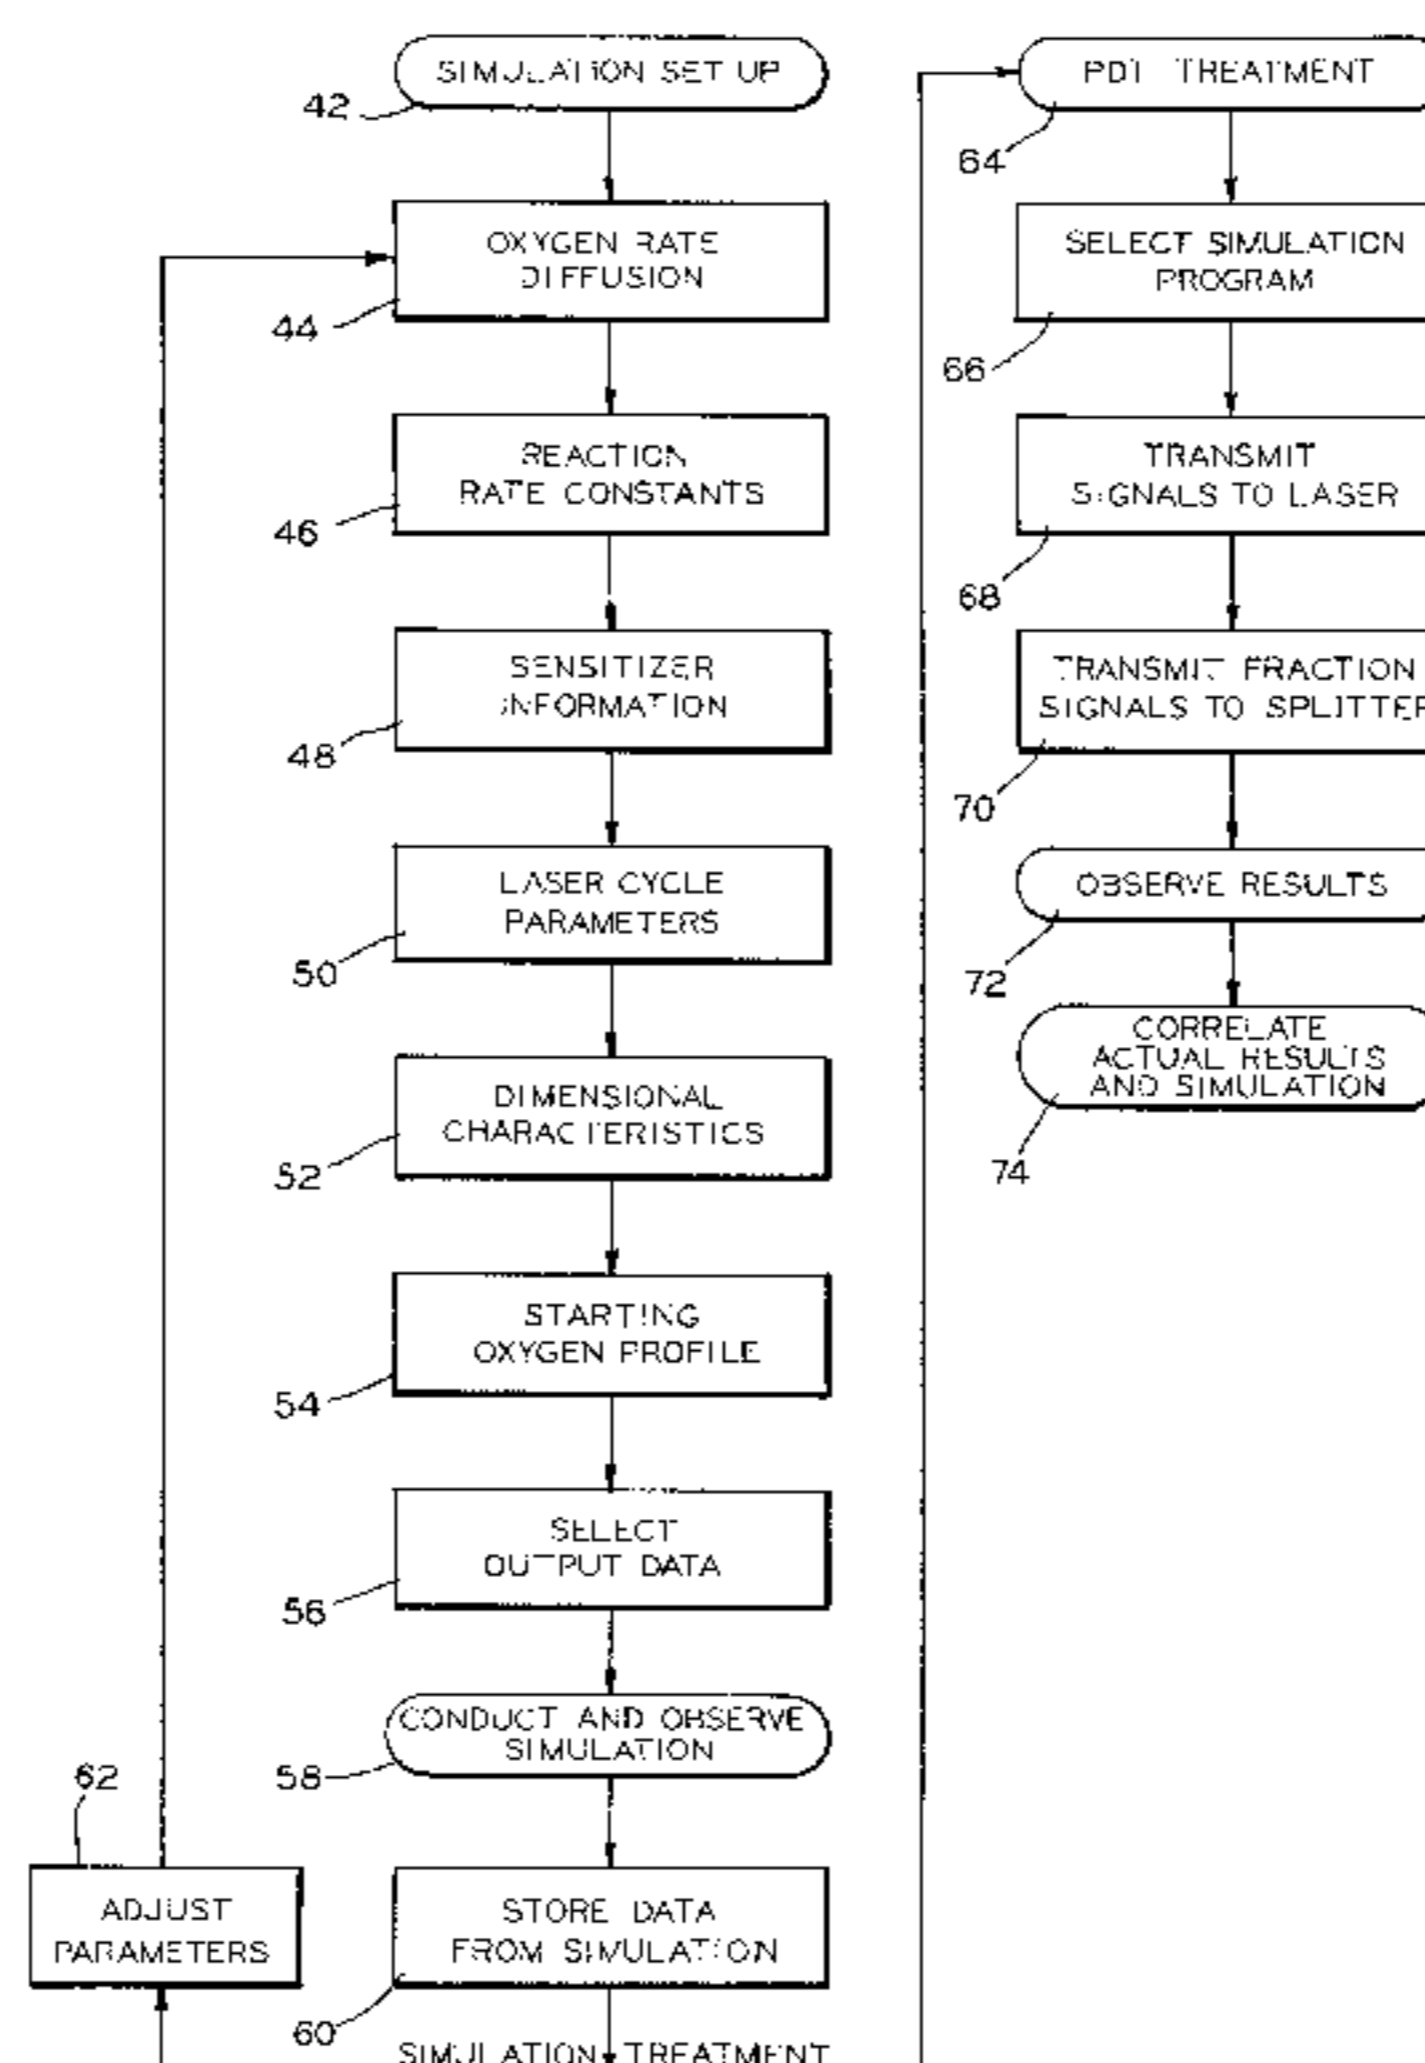 SIMULATION SET UP
42
OXYGEN RATE
DIFFUSION
44
REACTION
RATE CONSTANTS
46
SENSITIZER
INFORMATION
48
LASER CYCLE
PARAMETERS
50
DIMENSIONAL
CHARACTERISTICS
52
STARTING
OXYGEN PROFILE
54
SELECT
OUTPUT DATA
56
CONDUCT AND OBSERVE
SIMULATION
58
62
ADJUST
PARAMETERS
STORE DATA
FROM SIMULATION
60
SIMULATION TREATMENT
PDT TREATMENT
64
SELECT SIMULATION
PROGRAM
66
TRANSMIT
SIGNALS TO LASER
68
TRANSMIT FRACTION
SIGNALS TO SPLITTER
70
OBSERVE RESULTS
72
CORRELATE
ACTUAL RESULTS
AND SIMULATION
74